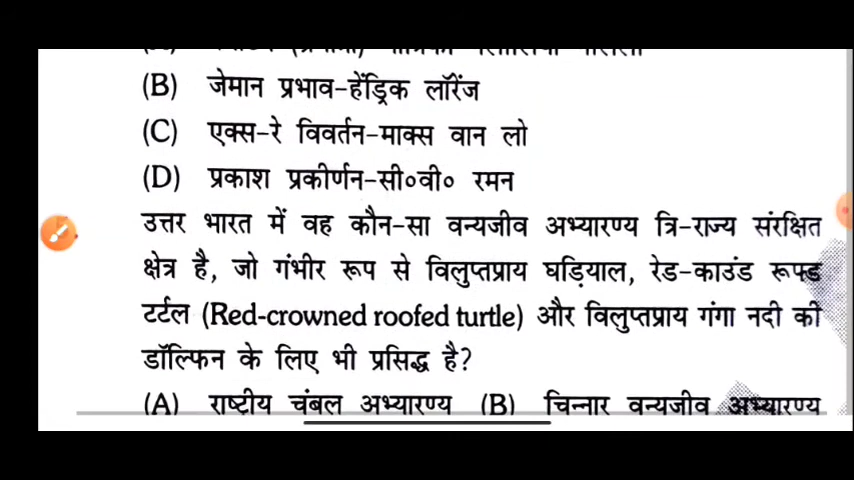 (B) जेमान प्रभाव-हेंड्रिक लॉरेंज
(C) एक्स-रे विवर्तन-माक्स वान लो
(D) प्रकाश प्रकीर्णन-सी०वी० रमन
उत्तर भारत में वह कौन-सा वन्यजीव अभ्यारण्य त्रि-राज्य संरक्षित
क्षेत्र है, जो गंभीर रूप से विलुप्तप्राय घड़ियाल, रेड-काउंड रूफ्ड
टर्टल (Red-crowned roofed turtle) और विलुप्तप्राय गंगा नदी की
डॉल्फिन के लिए भी प्रसिद्ध है?
(A) राष्टीय चंबल अभ्यारण्य (B) चिन्नार वन्यजीव अभ्यारण्य